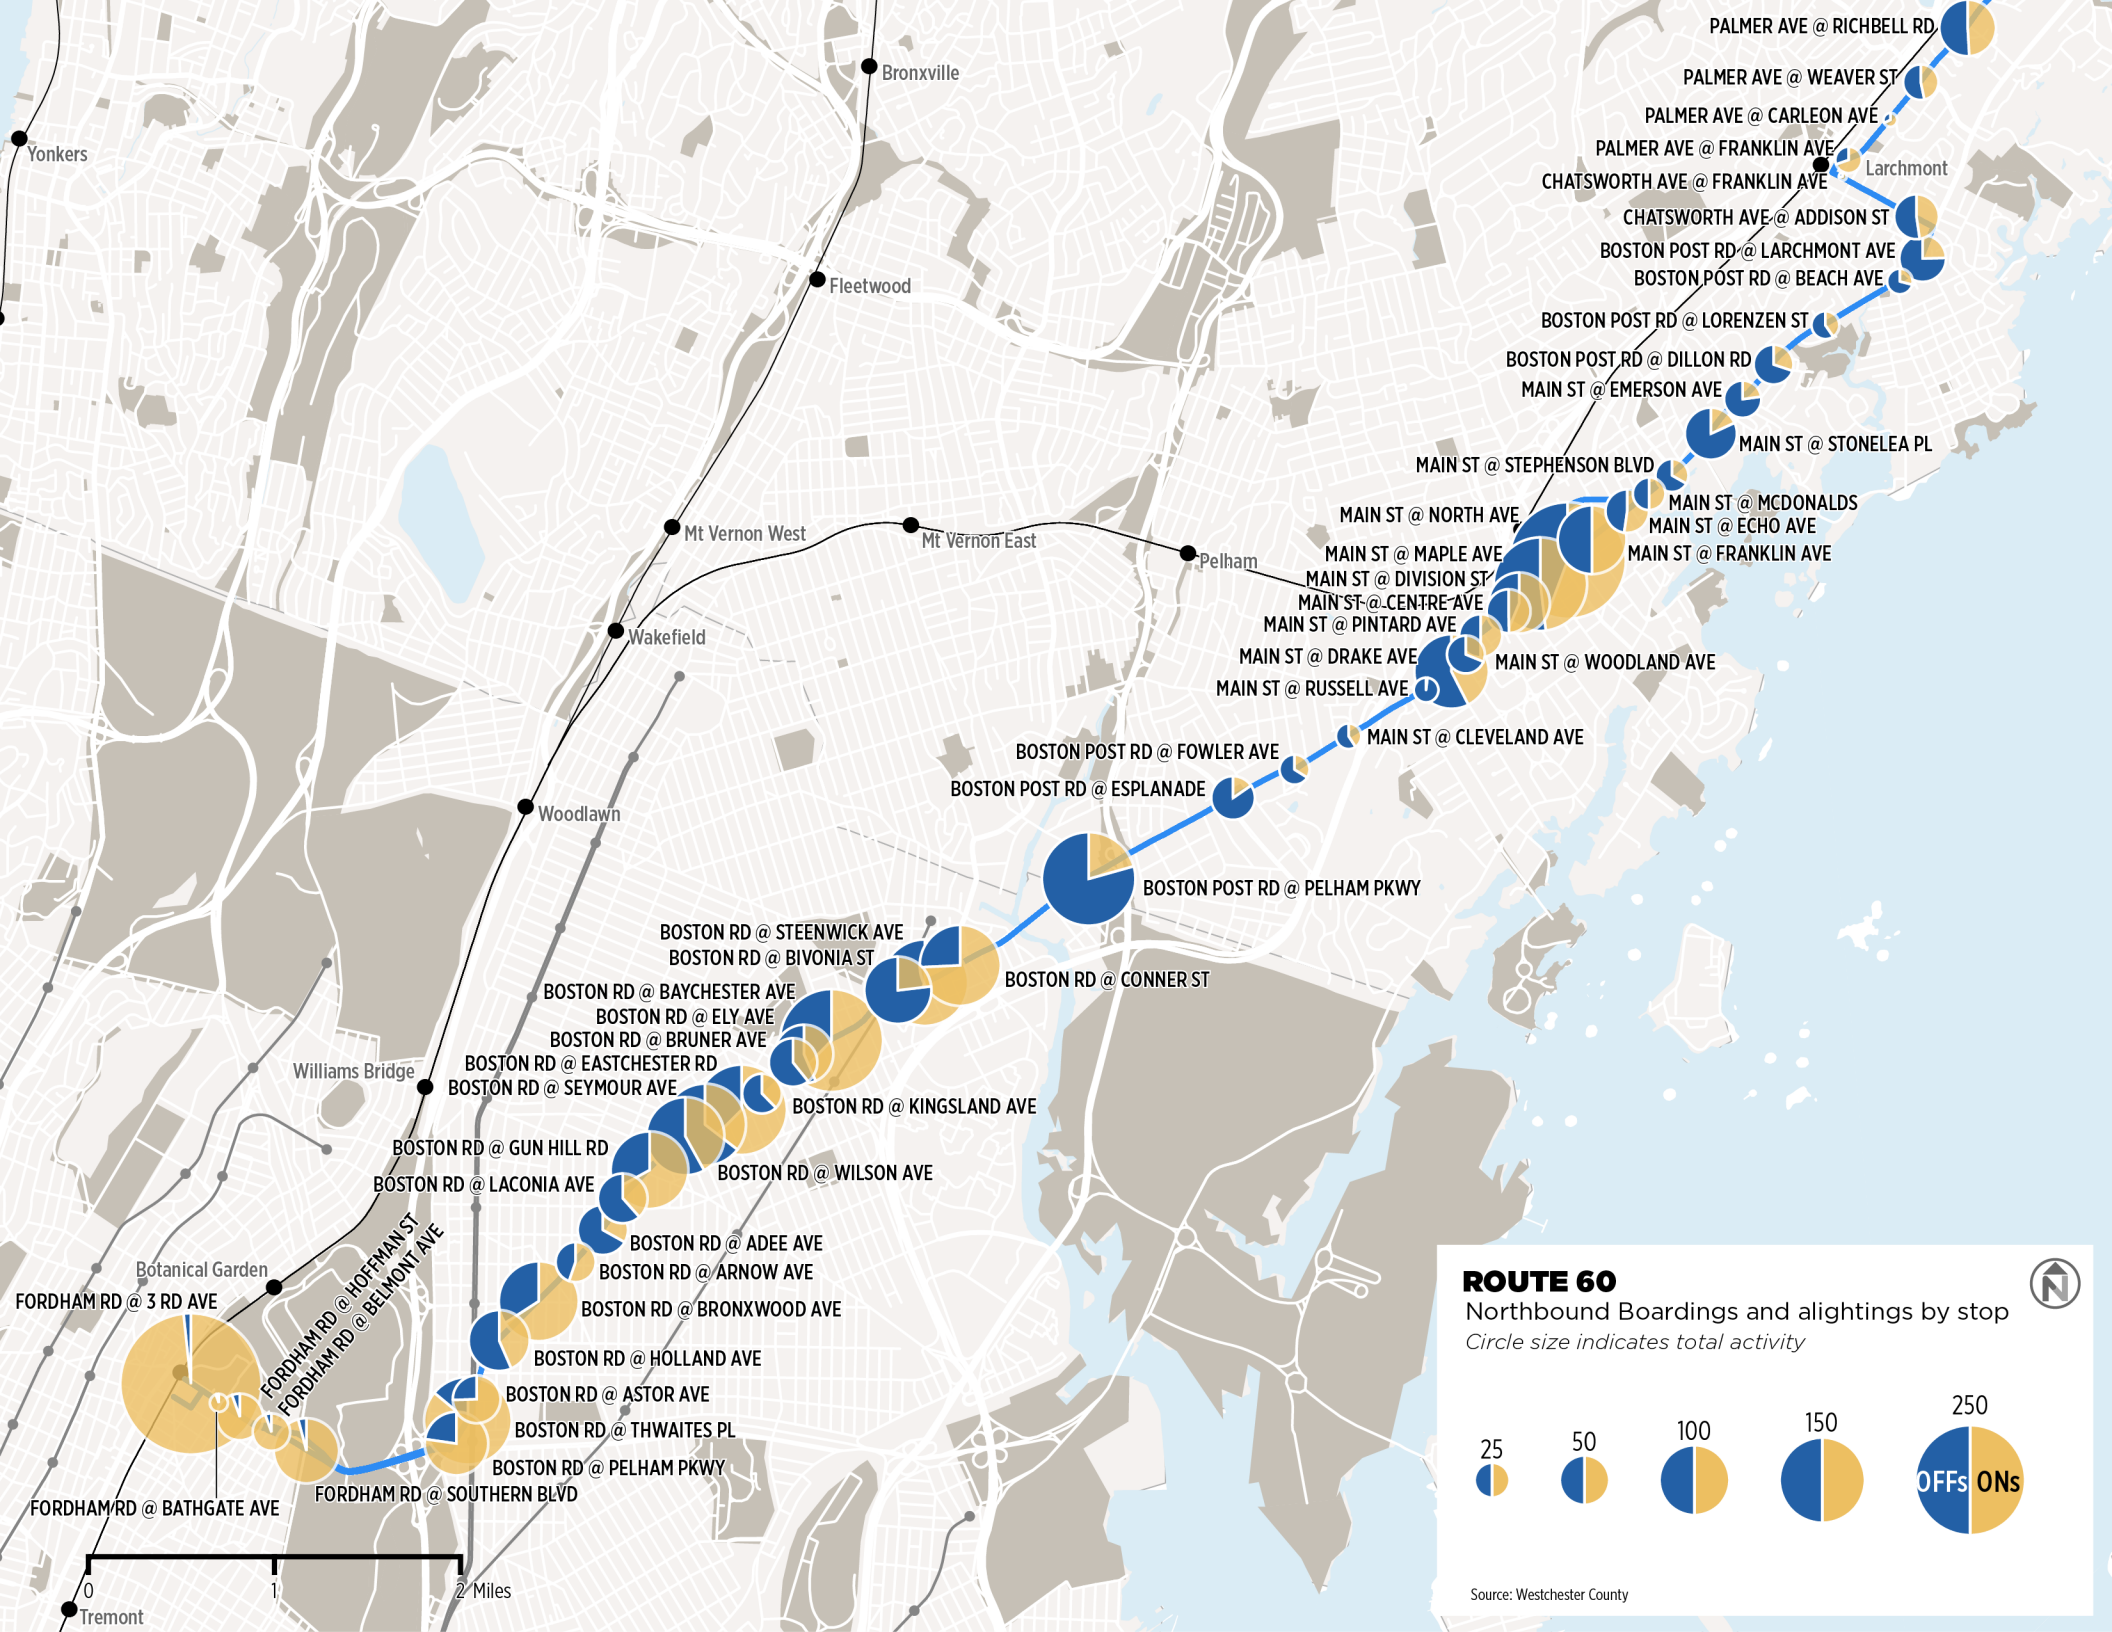 PALMER AVE @ RICHBELL RD
Bronxville
PALMER AVE @ WEAVER ST
PALMER AVE @ CARLEON AVE
Yonkers
PALMER AVE @ FRANKLIN AVE
Larchmont
CHATSWORTH AVE @ FRANKLIN AVE
CHATSWORTH AVE @ ADDISON ST
BOSTON POST RD @ LARCHMONT AVE
BOSTON POST RD @ BEACH AVE
Fleetwood
BOSTON POST RD @ LORENZEN ST
BOSTON POST RD @ DILLON RD
MAIN ST @ EMERSON AVE
MAIN ST @ STONELEA PL
MAIN ST @ STEPHENSON BLVD
MAIN ST @ MCDONALDS
MAIN ST @ NORTH AVE
MAIN ST @ ECHO AVE
Mt Vernon West
Mt Vernon East
MAIN ST @ MAPLE AVE
MAIN ST @ FRANKLIN AVE
Pelham
MAIN ST @ DIVISION ST
MAIN ST @ CENTRE AVE
MAIN ST @ PINTARD AVE
Wakefield
MAIN ST @ DRAKE AVE
MAIN ST @ WOODLAND AVE
MAIN ST @ RUSSELL AVE
MAIN ST @ CLEVELAND AVE
BOSTON POST RD @ FOWLER AVE
BOSTON POST RD @ ESPLANADE
Woodlawn
BOSTON POST RD @ PELHAM PKWY
BOSTON RD @ STEENWICK AVE
BOSTON RD @ BIVONIA ST
BOSTON RD @ CONNER ST
BOSTON RD @ BAYCHESTER AVE
BOSTON RD @ ELY AVE
BOSTON RD @ BRUNER AVE
BOSTON RD @ EASTCHESTER RD
Williams Bridge
BOSTON RD @ SEYMOUR AVE
BOSTON RD @ KINGSLAND AVE
BOSTON RD @ GUN HILL RD
BOSTON RD @ WILSON AVE
BOSTON RD @ LACONIA AVE
BOSTON RD @ ADEE AVE
BOSTON RD @ ARNOW AVE
Botanical Garden
FORDHAM RD @ 3 RD AVE
FORDHAM RD @ HOFFMAN ST
FORDHAM RD @ BELMONT AVE
BOSTON RD @ BRONXWOOD AVE
BOSTON RD @ HOLLAND AVE
BOSTON RD @ ASTOR AVE
BOSTON RD @ THWAITES PL
BOSTON RD @ PELHAM PKWY
FORDHAM RD @ SOUTHERN BLVD
FORDHAM RD @ BATHGATE AVE
0 1 2 Miles
Tremont
ROUTE 60
N
Northbound Boardings and alightings by stop
Circle size indicates total activity
25 50 100 150 250
OFFs ONs
Source: Westchester County